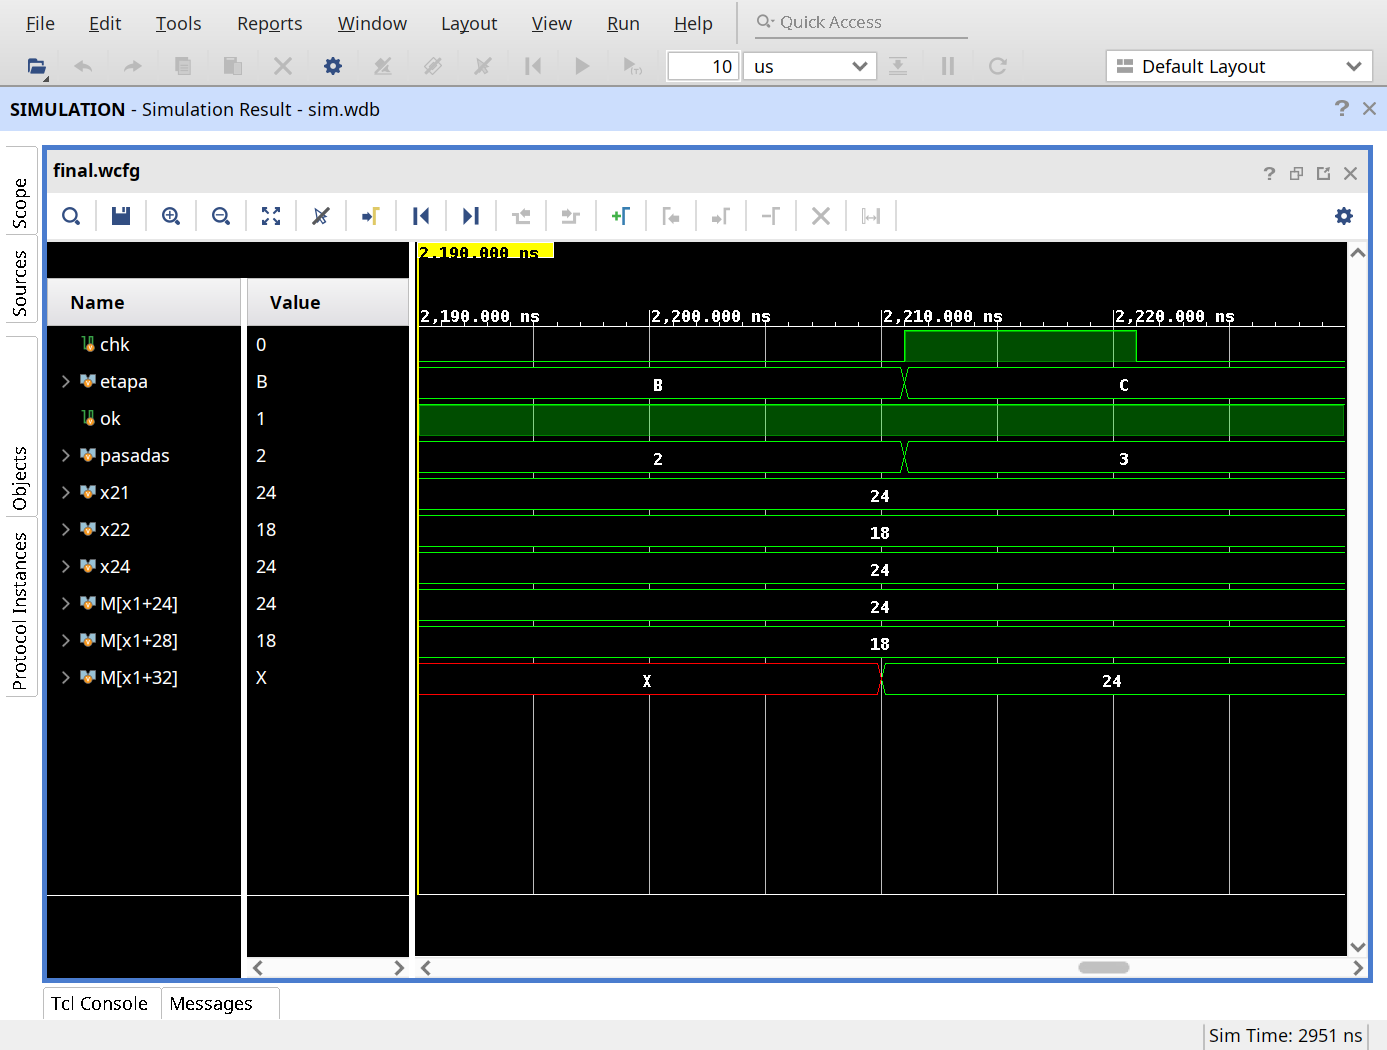 File Edit Tools Reports Window Layout View Run Help Quick Access
10 us Default Layout
SIMULATION - Simulation Result - sim.wdb
final.wcfg
Scope
Sources
Objects
Protocol Instances
2,190.000 ns
Name Value
2,190.000 ns 2,200.000 ns 2,210.000 ns 2,220.000 ns
chk 0
etapa B B C
ok 1
pasadas 2 2 3
x21 24 24
x22 18 18
x24 24 24
M[x1+24] 24 24
M[x1+28] 18 18
M[x1+32] X X 24
Tcl Console Messages
Sim Time: 2951 ns